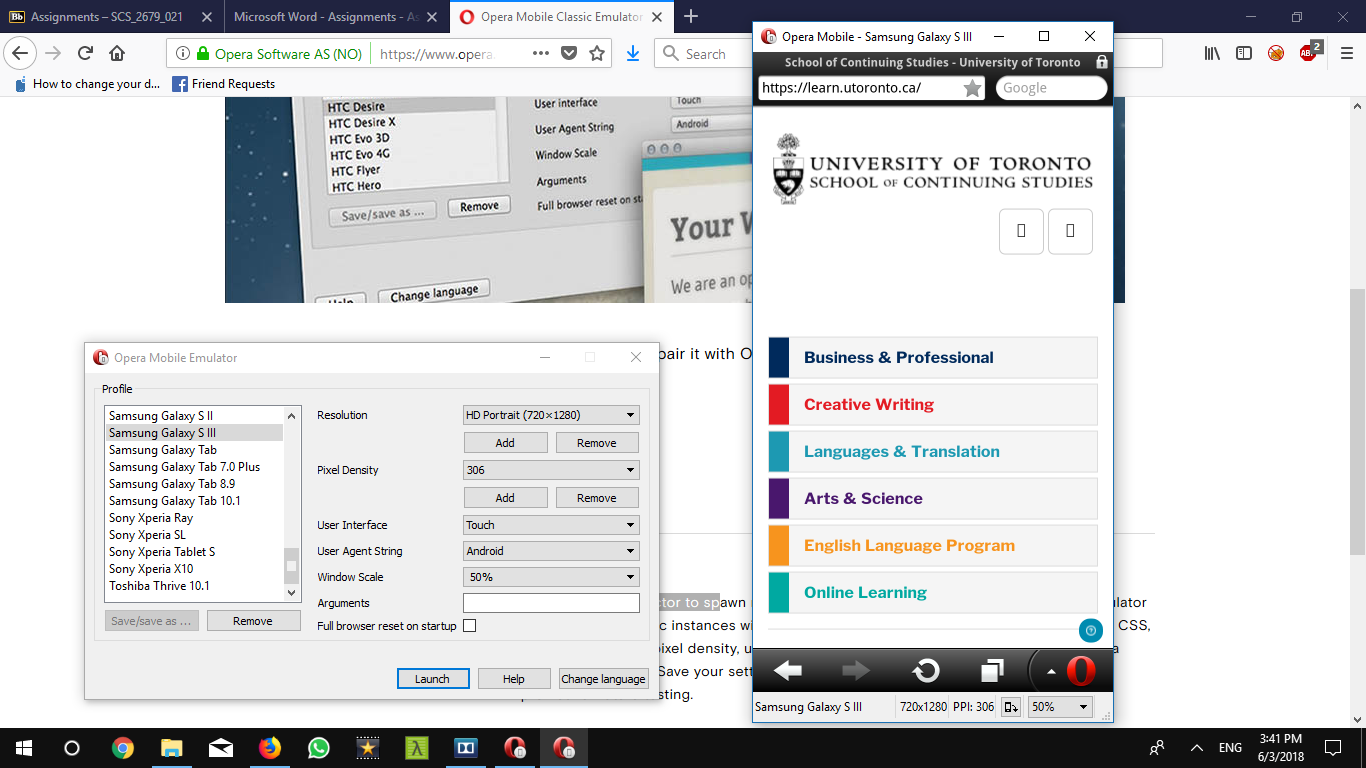 Assignments – SCS_2679_021
Microsoft Word - Assignments - As
Opera Mobile Classic Emulator
Opera Software AS (NO)
https://www.opera.
Search
2
How to change your d...
Friend Requests
HTC Desire
HTC Desire X
HTC Evo 3D
HTC Evo 4G
HTC Flyer
HTC Hero
Save/save as ...
Remove
User interface
Touch
User Agent String
Android
Window Scale
Arguments
Full browser reset on
Change language
Your
We are an
pair it with O
ctor to spawn
ulator
c instances wi
CSS,
pixel density, u
a
Save your sett
sting.
Opera Mobile Emulator
Profile
Samsung Galaxy S II
Samsung Galaxy S III
Samsung Galaxy Tab
Samsung Galaxy Tab 7.0 Plus
Samsung Galaxy Tab 8.9
Samsung Galaxy Tab 10.1
Sony Xperia Ray
Sony Xperia SL
Sony Xperia Tablet S
Sony Xperia X10
Toshiba Thrive 10.1
Save/save as ...
Remove
Resolution
HD Portrait (720×1280)
Add
Remove
Pixel Density
306
Add
Remove
User Interface
Touch
User Agent String
Android
Window Scale
50%
Arguments
Full browser reset on startup
Launch
Help
Change language
Opera Mobile - Samsung Galaxy S III
School of Continuing Studies - University of Toronto
https://learn.utoronto.ca/
Google
UNIVERSITY OF TORONTO
SCHOOL OF CONTINUING STUDIES
Business & Professional
Creative Writing
Languages & Translation
Arts & Science
English Language Program
Online Learning
Samsung Galaxy S III
720x1280
PPI: 306
50%
ENG
3:41 PM
6/3/2018